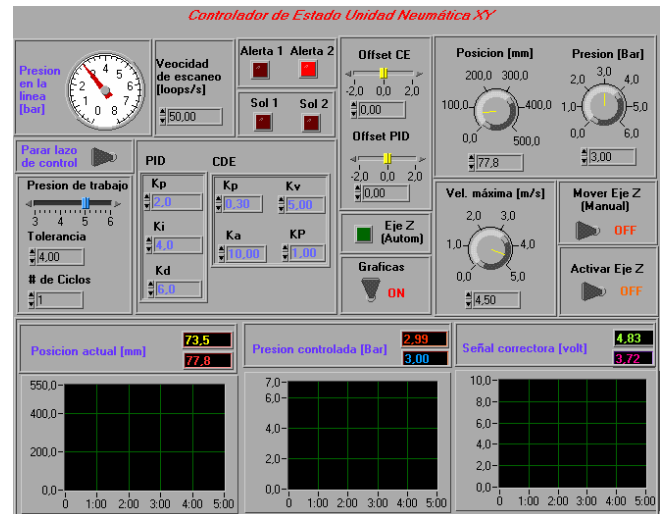 Controlador de Estado Unidad Neumática XY
Presion
en la
linea
[bar]
0 1 2 3 4 5 6 7 8
Veocidad
de escaneo
[loops/s]
50,00
Alerta 1 Alerta 2
Sol 1 Sol 2
Offset CE
-2,0 0,0 2,0
0,00
Offset PID
-2,0 0,0 2,0
0,00
Posicion [mm]
200,0 300,0
100,0 400,0
0,0 500,0
77,8
Presion [Bar]
3,0
2,0 4,0
1,0 5,0
0,0 6,0
3,00
Parar lazo
de control
Presion de trabajo
3 4 5 6
Tolerancia
4,00
# de Ciclos
1
PID
Kp
2,0
Ki
4,0
Kd
6,0
CDE
Kp Kv
0,30 5,00
Ka KP
10,00 1,00
Eje Z
(Autom)
Graficas
ON
Vel. máxima [m/s]
2,0 3,0
1,0 4,0
0,0 5,0
4,50
Mover Eje Z
(Manual)
OFF
Activar Eje Z
OFF
Posicion actual [mm]
73,5
77,8
550,0
400,0
200,0
0,0
0 1:00 2:00 3:00 4:00 5:00
Presion controlada [Bar]
2,99
3,00
7,0
6,0
4,0
2,0
0,0
0 1:00 2:00 3:00 4:00 5:00
Señal correctora [volt]
4,83
3,72
10,0
8,0
6,0
4,0
2,0
0,0
0 1:00 2:00 3:00 4:00 5:00